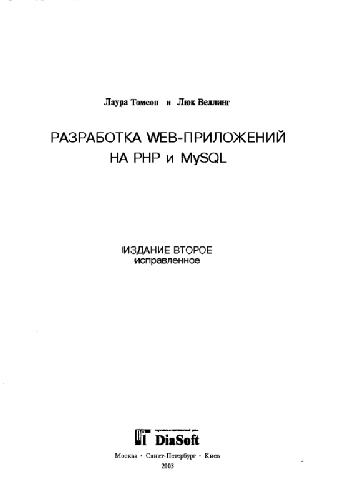 Лаура Томсон и Люк Веллинг
РАЗРАБОТКА WEB-ПРИЛОЖЕНИЙ
НА PHP и MySQL
ИЗДАНИЕ ВТОРОЕ
исправленное
DiaSoft
Москва · Санкт-Петербург · Киев
2003